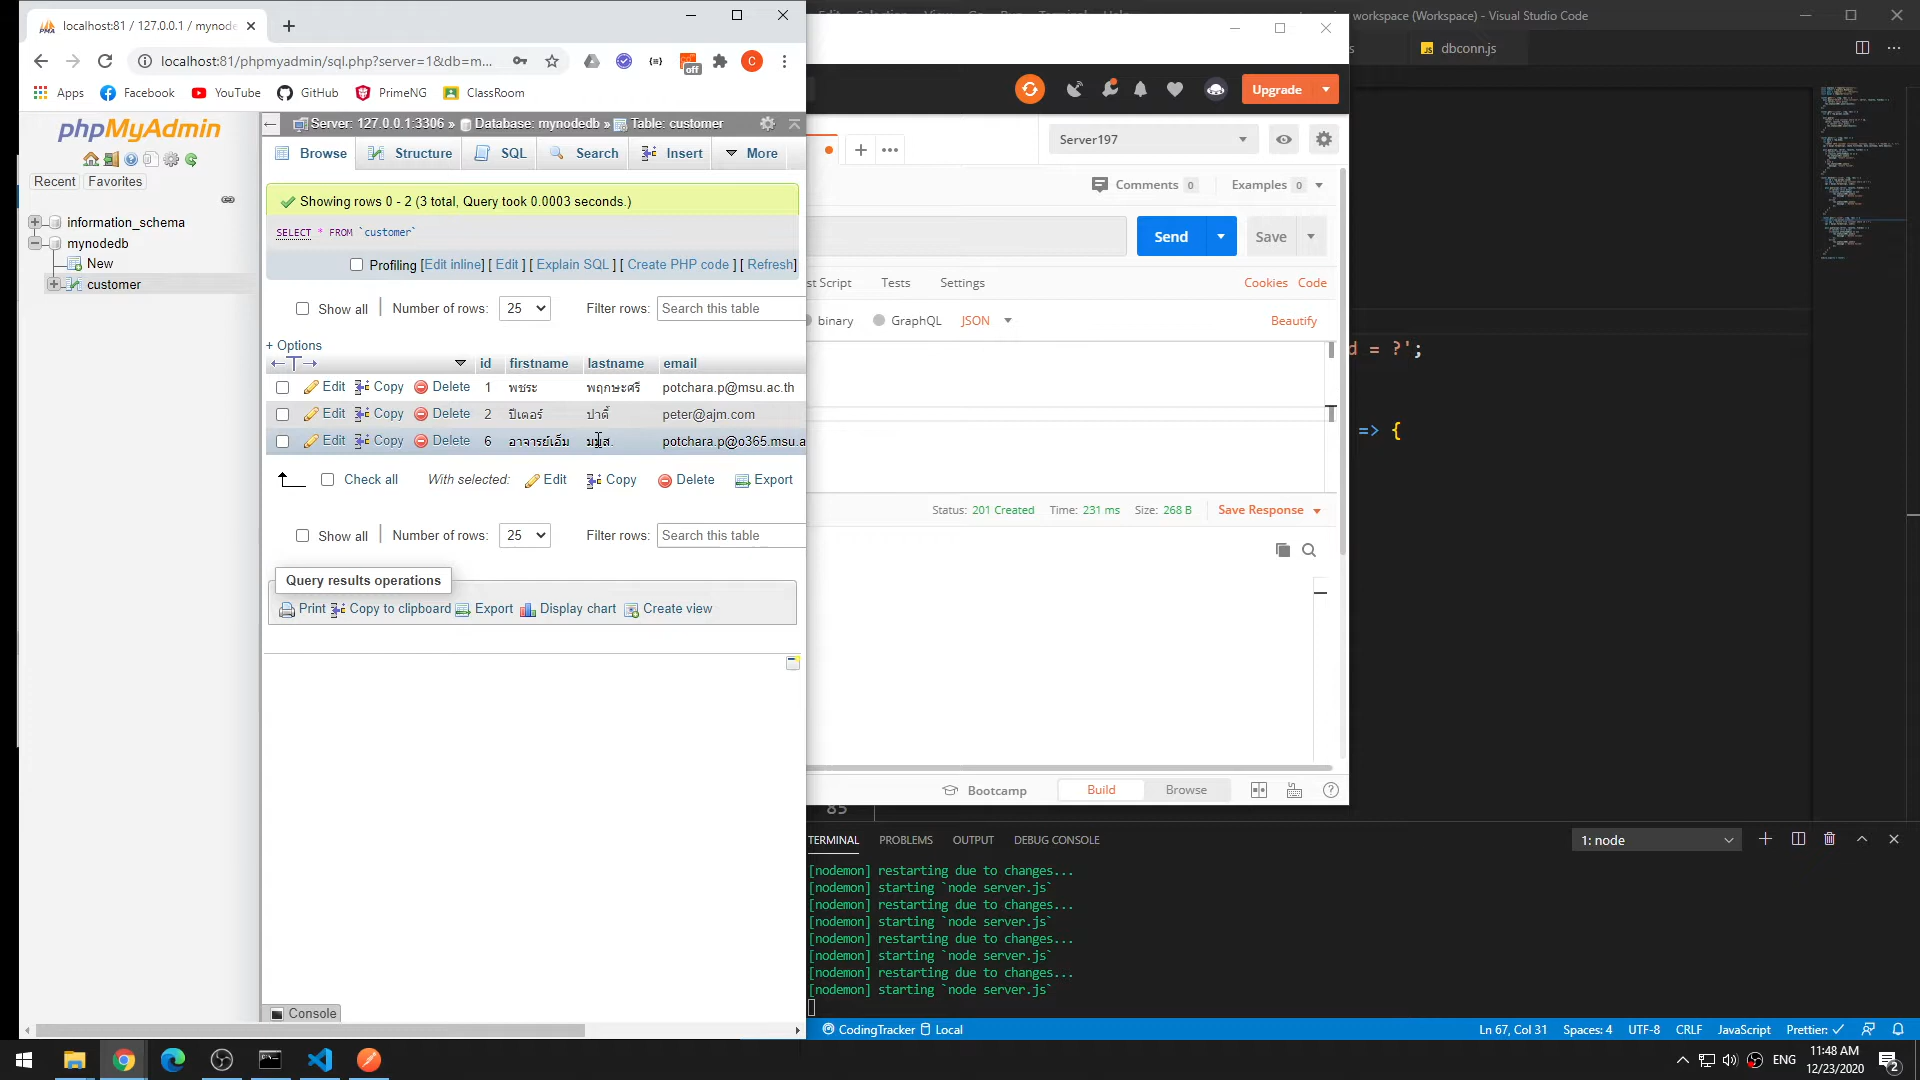 localhost:81 / 127.0.0.1 / mynode
workspace (Workspace) - Visual Studio Code
localhost:81/phpmyadmin/sql.php?server=1&db=m...
off
C
dbconn.js
Apps
Facebook
YouTube
GitHub
PrimeNG
ClassRoom
Upgrade
phpMyAdmin
Server: 127.0.0.1:3306 » Database: mynodedb » Table: customer
Browse
Structure
SQL
Search
Insert
More
Server197
Recent
Favorites
Comments 0
Examples 0
Showing rows 0 - 2 (3 total, Query took 0.0003 seconds.)
information_schema
mynodedb
New
customer
SELECT * FROM `customer`
Send
Save
Profiling [Edit inline] [ Edit ] [ Explain SQL ] [ Create PHP code ] [ Refresh]
st Script
Tests
Settings
Cookies
Code
Show all
Number of rows:
25
Filter rows:
Search this table
binary
GraphQL
JSON
Beautify
+ Options
d = ?';
id
firstname
lastname
email
Edit Copy Delete 1 พชระ พฤกษะศรี potchara.p@msu.ac.th
Edit Copy Delete 2 ปีเตอร์ ปาตี้ peter@ajm.com
Edit Copy Delete 6 อาจารย์เอ็ม มมส. potchara.p@o365.msu.a
=> {
Check all
With selected:
Edit
Copy
Delete
Export
Status: 201 Created
Time: 231 ms
Size: 268 B
Save Response
Show all
Number of rows:
25
Filter rows:
Search this table
Query results operations
Print
Copy to clipboard
Export
Display chart
Create view
Bootcamp
Build
Browse
85
TERMINAL
PROBLEMS
OUTPUT
DEBUG CONSOLE
1: node
[nodemon] restarting due to changes...
[nodemon] starting `node server.js`
[nodemon] restarting due to changes...
[nodemon] starting `node server.js`
[nodemon] restarting due to changes...
[nodemon] starting `node server.js`
[nodemon] restarting due to changes...
[nodemon] starting `node server.js`
Console
CodingTracker
Local
Ln 67, Col 31
Spaces: 4
UTF-8
CRLF
JavaScript
Prettier: ✓
ENG
11:48 AM
12/23/2020
2